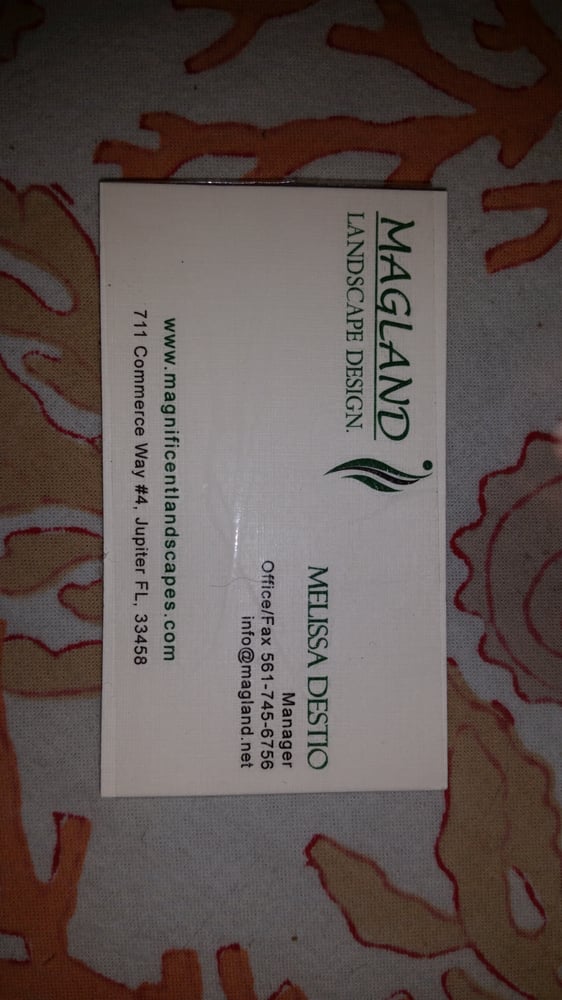 MAGLAND
LANDSCAPE DESIGN.
MELISSA DESTIO
Manager
Office/Fax 561-745-6756
info@magland.net
www.magnificentlandscapes.com
711 Commerce Way #4, Jupiter FL, 33458